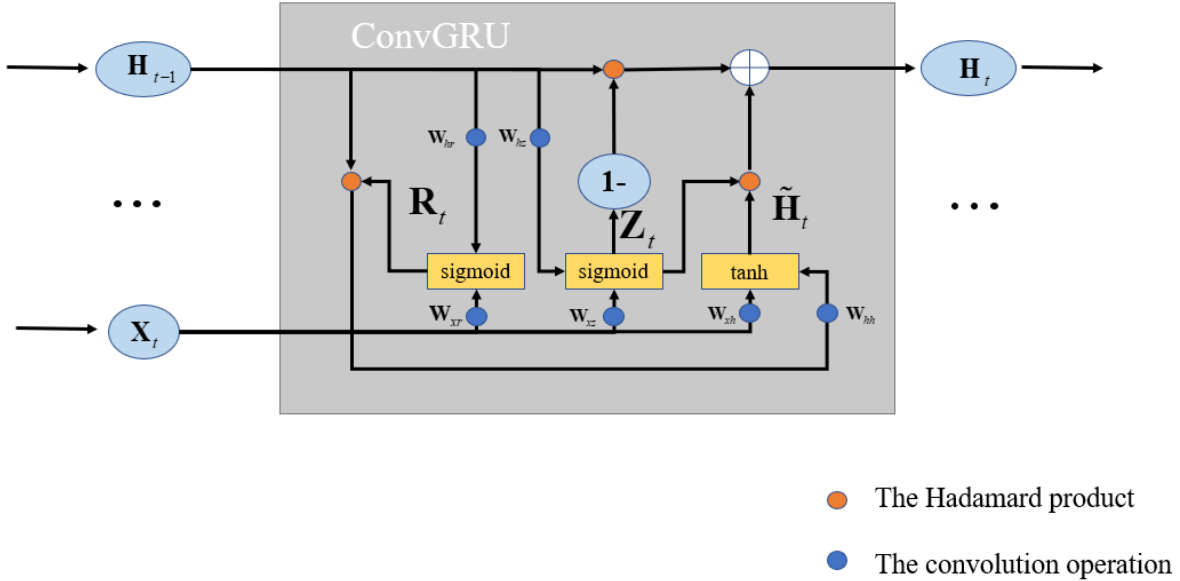 ConvGRU
H t−1
H t
W hr
W hz
1-
R t
Z t
H̃ t
...
...
sigmoid
sigmoid
tanh
W xr
W xz
W xh
W hh
X t
The Hadamard product
The convolution operation